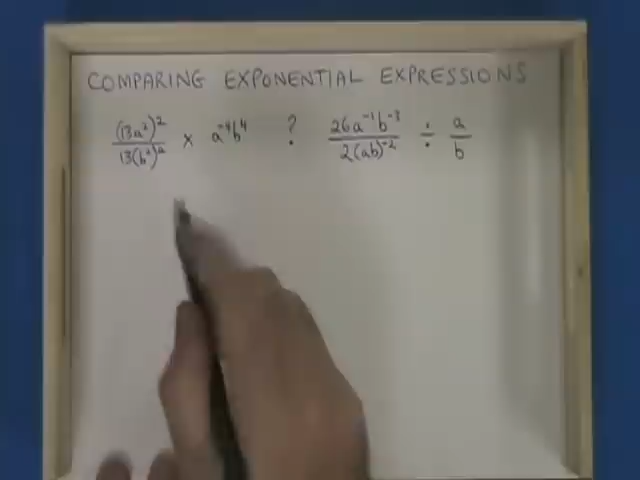 COMPARING EXPONENTIAL EXPRESSIONS
(13a²)² / 13(b²)² × a⁻⁴b⁴ ? 26a⁻¹b⁻³ / 2(ab)⁻² ÷ a / b